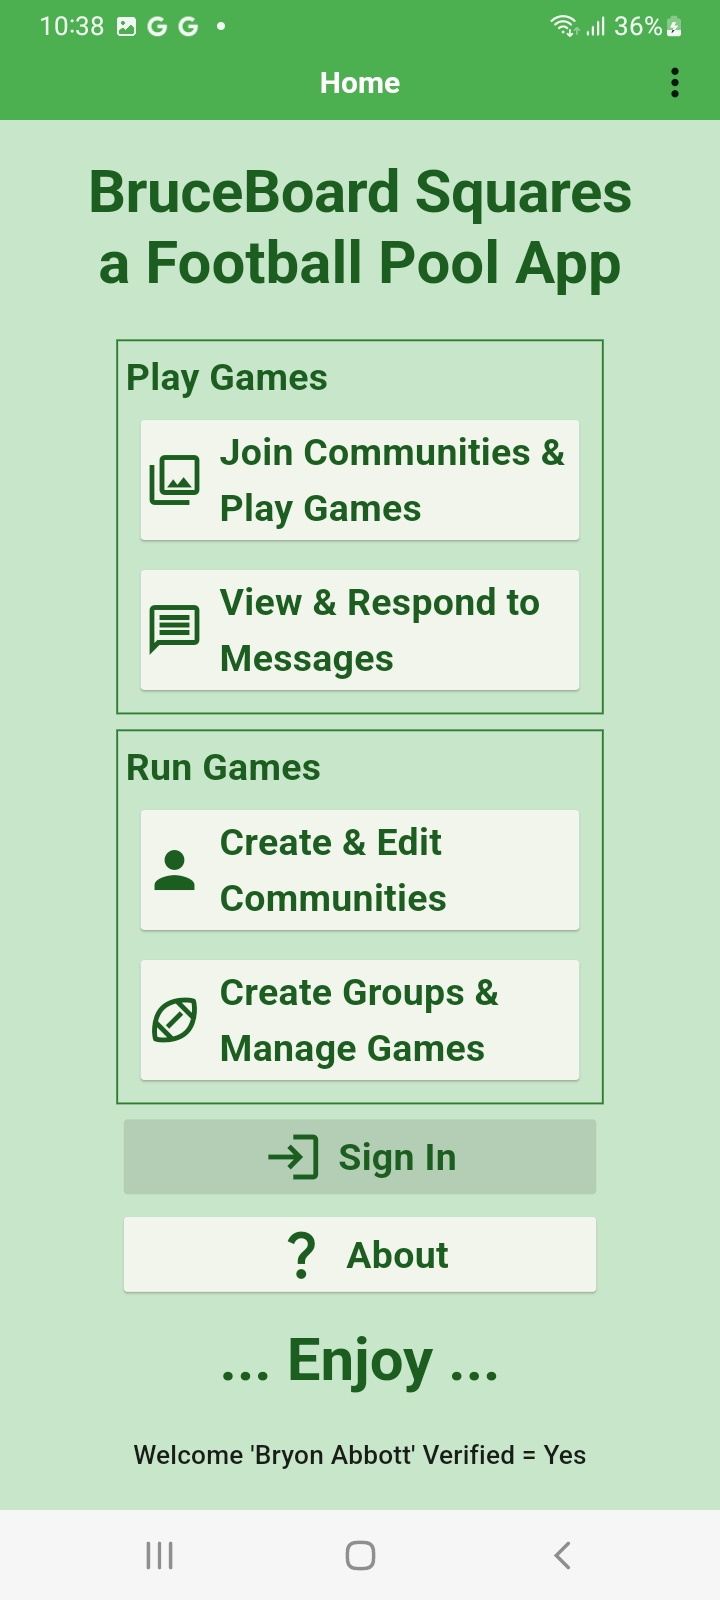 10:38 G G 36%
Home
BruceBoard Squares
a Football Pool App
Play Games
Join Communities &
Play Games
View & Respond to
Messages
Run Games
Create & Edit
Communities
Create Groups &
Manage Games
Sign In
? About
... Enjoy ...
Welcome 'Bryon Abbott' Verified = Yes